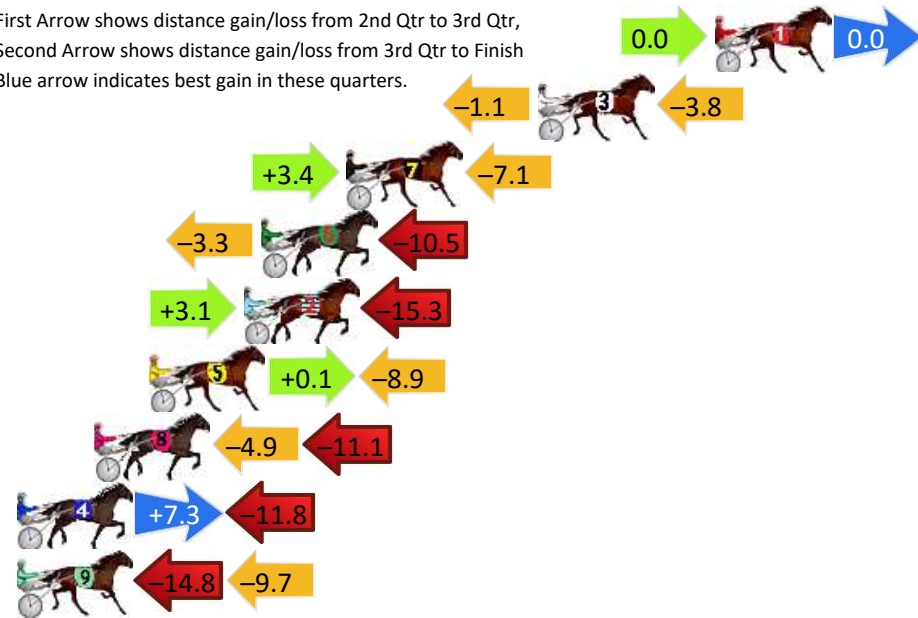 First Arrow shows distance gain/loss from 2nd Qtr to 3rd Qtr,
Second Arrow shows distance gain/loss from 3rd Qtr to Finish
Blue arrow indicates best gain in these quarters.
0.0 1 0.0
–1.1 3 –3.8
+3.4 7 –7.1
–3.3 6 –10.5
+3.1 2 –15.3
5 +0.1 –8.9
8 –4.9 –11.1
4 +7.3 –11.8
9 –14.8 –9.7